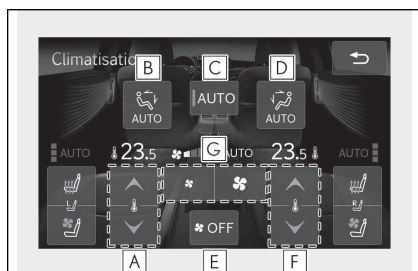 Climatisatio
B C D
AUTO AUTO AUTO
G
AUTO 23.5 AUTO 23.5 AUTO
L R
OFF
A E F